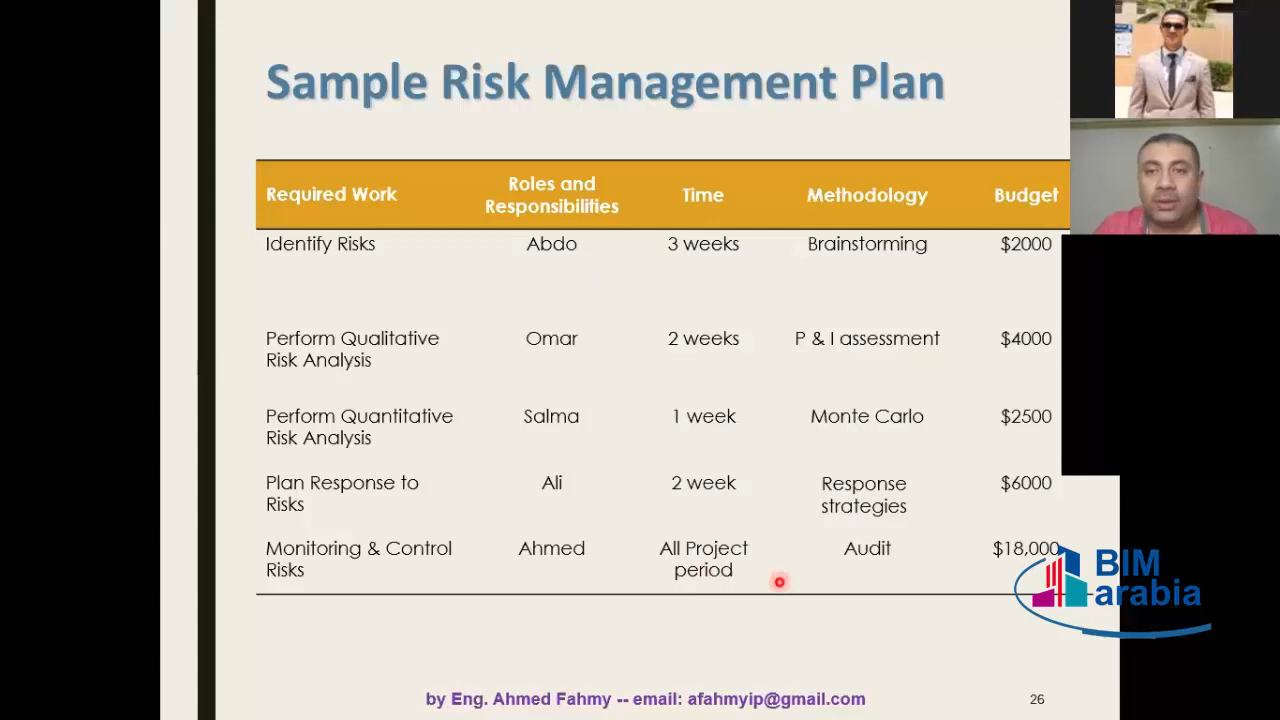 Sample Risk Management Plan
Required Work
Roles and
Responsibilities
Time
Methodology
Budget
Identify Risks
Abdo
3 weeks
Brainstorming
$2000
Perform Qualitative
Risk Analysis
Omar
2 weeks
P & I assessment
$4000
Perform Quantitative
Risk Analysis
Salma
1 week
Monte Carlo
$2500
Plan Response to
Risks
Ali
2 week
Response
strategies
$6000
Monitoring & Control
Risks
Ahmed
All Project
period
Audit
$18,000
BIM
arabia
by Eng. Ahmed Fahmy -- email: afahmyip@gmail.com
26